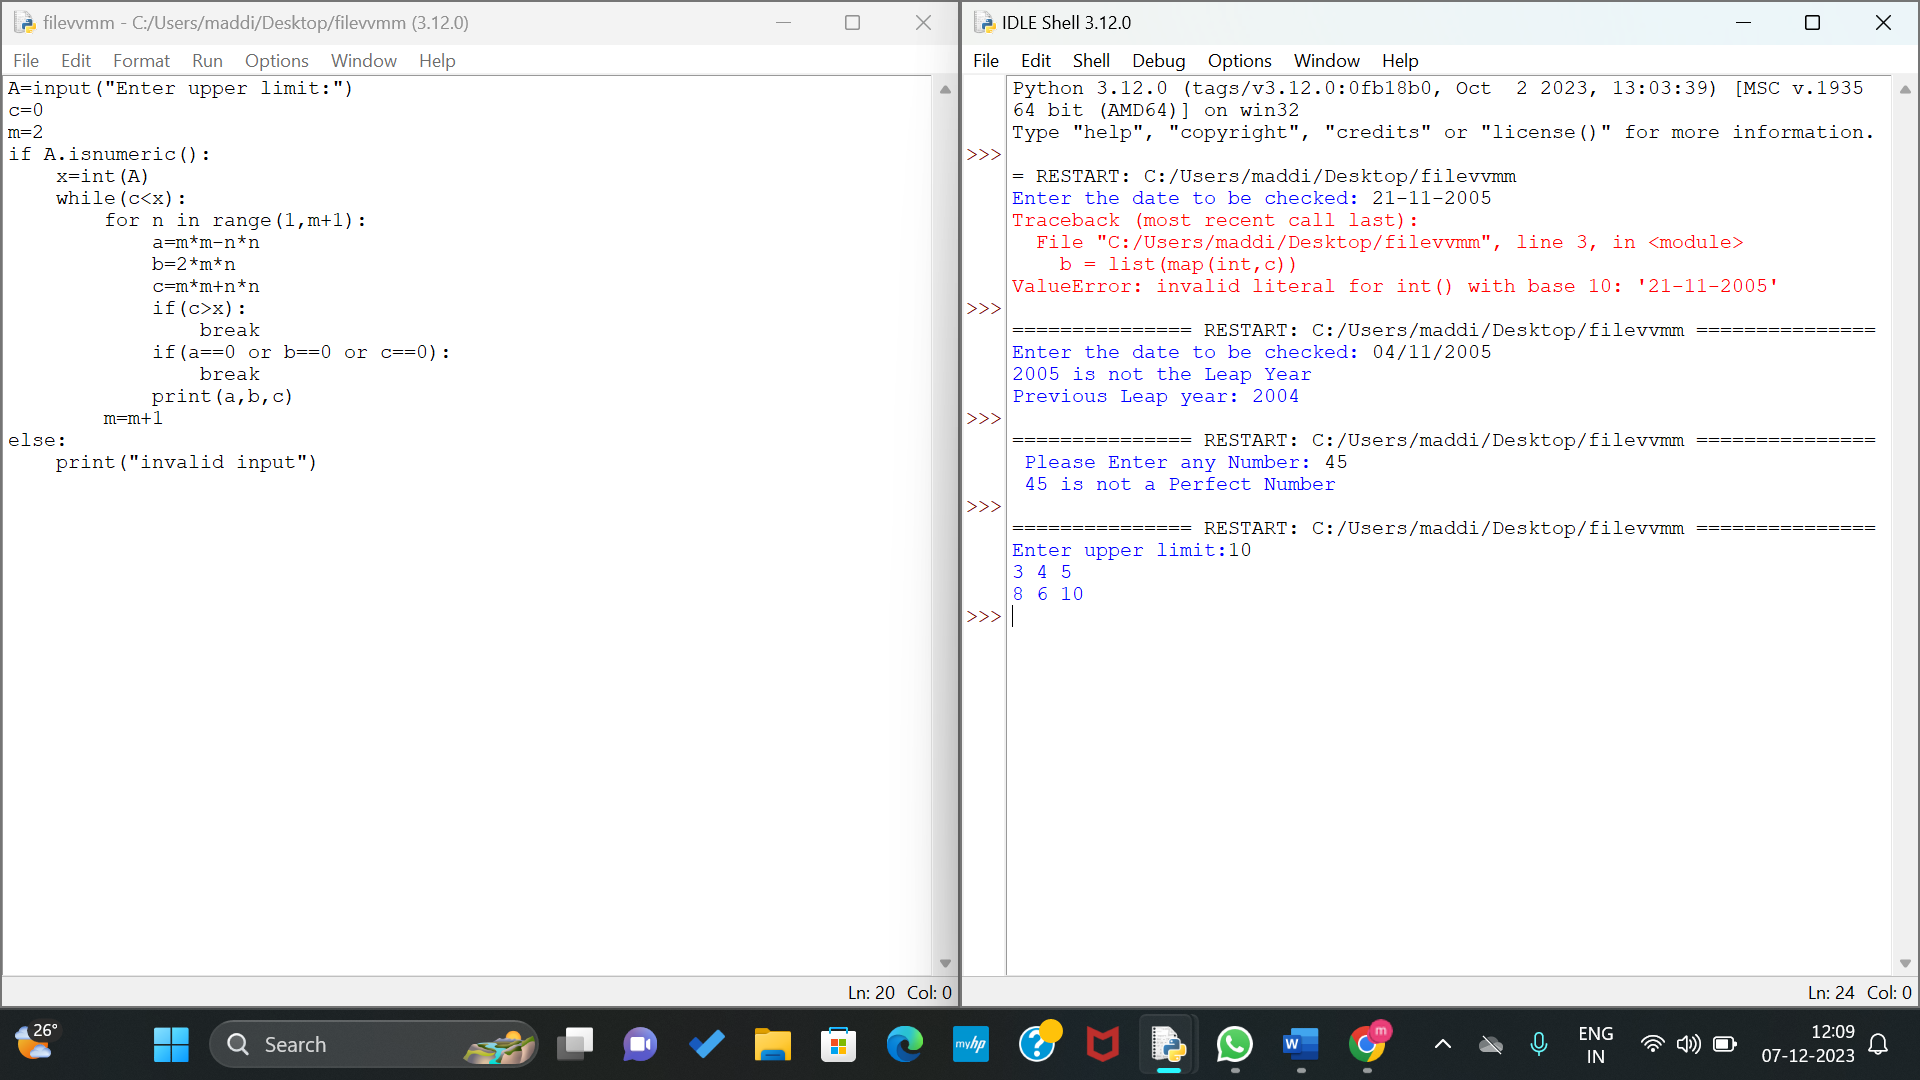 filevvmm - C:/Users/maddi/Desktop/filevvmm (3.12.0)
File Edit Format Run Options Window Help
A=input("Enter upper limit:")
c=0
m=2
if A.isnumeric():
    x=int(A)
    while(c<x):
        for n in range(1,m+1):
            a=m*m-n*n
            b=2*m*n
            c=m*m+n*n
            if(c>x):
                break
            if(a==0 or b==0 or c==0):
                break
            print(a,b,c)
        m=m+1
else:
    print("invalid input")
Ln: 20 Col: 0
IDLE Shell 3.12.0
File Edit Shell Debug Options Window Help
Python 3.12.0 (tags/v3.12.0:0fb18b0, Oct  2 2023, 13:03:39) [MSC v.1935
64 bit (AMD64)] on win32
Type "help", "copyright", "credits" or "license()" for more information.
>>>
= RESTART: C:/Users/maddi/Desktop/filevvmm
Enter the date to be checked: 21-11-2005
Traceback (most recent call last):
  File "C:/Users/maddi/Desktop/filevvmm", line 3, in <module>
    b = list(map(int,c))
ValueError: invalid literal for int() with base 10: '21-11-2005'
>>>
=============== RESTART: C:/Users/maddi/Desktop/filevvmm ===============
Enter the date to be checked: 04/11/2005
2005 is not the Leap Year
Previous Leap year: 2004
>>>
=============== RESTART: C:/Users/maddi/Desktop/filevvmm ===============
 Please Enter any Number: 45
 45 is not a Perfect Number
>>>
=============== RESTART: C:/Users/maddi/Desktop/filevvmm ===============
Enter upper limit:10
3 4 5
8 6 10
>>>
Ln: 24 Col: 0
26°
Search
myhp
?
W
m
ENG
IN
12:09
07-12-2023